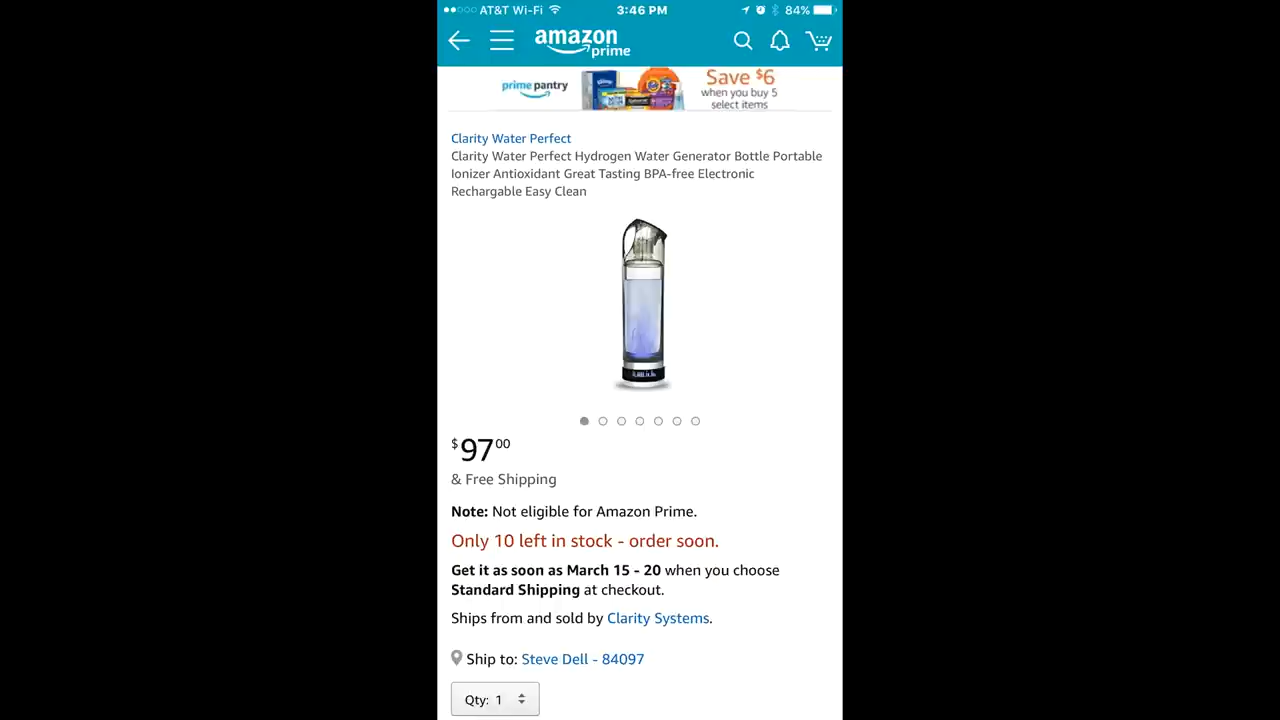 AT&T Wi-Fi 3:46 PM 84%
amazon
prime
prime pantry
Save $6
when you buy 5
select items
Clarity Water Perfect
Clarity Water Perfect Hydrogen Water Generator Bottle Portable
Ionizer Antioxidant Great Tasting BPA-free Electronic
Rechargable Easy Clean
$9700
& Free Shipping
Note: Not eligible for Amazon Prime.
Only 10 left in stock - order soon.
Get it as soon as March 15 - 20 when you choose
Standard Shipping at checkout.
Ships from and sold by Clarity Systems.
Ship to: Steve Dell - 84097
Qty: 1